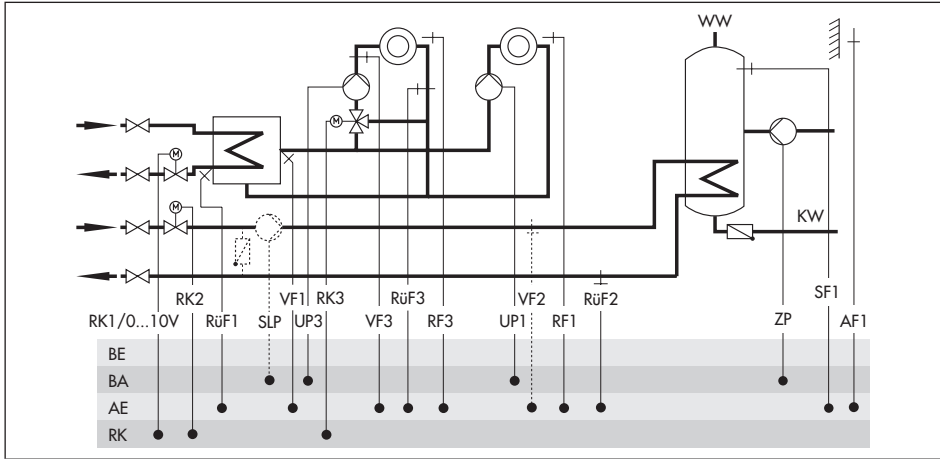 WW
M
M
M
KW
RK2
VF1
RK3
RüF3
VF2
RüF2
SF1
RK1/0...10V
RüF1
SLP
UP3
VF3
RF3
UP1
RF1
ZP
AF1
BE
BA
AE
RK